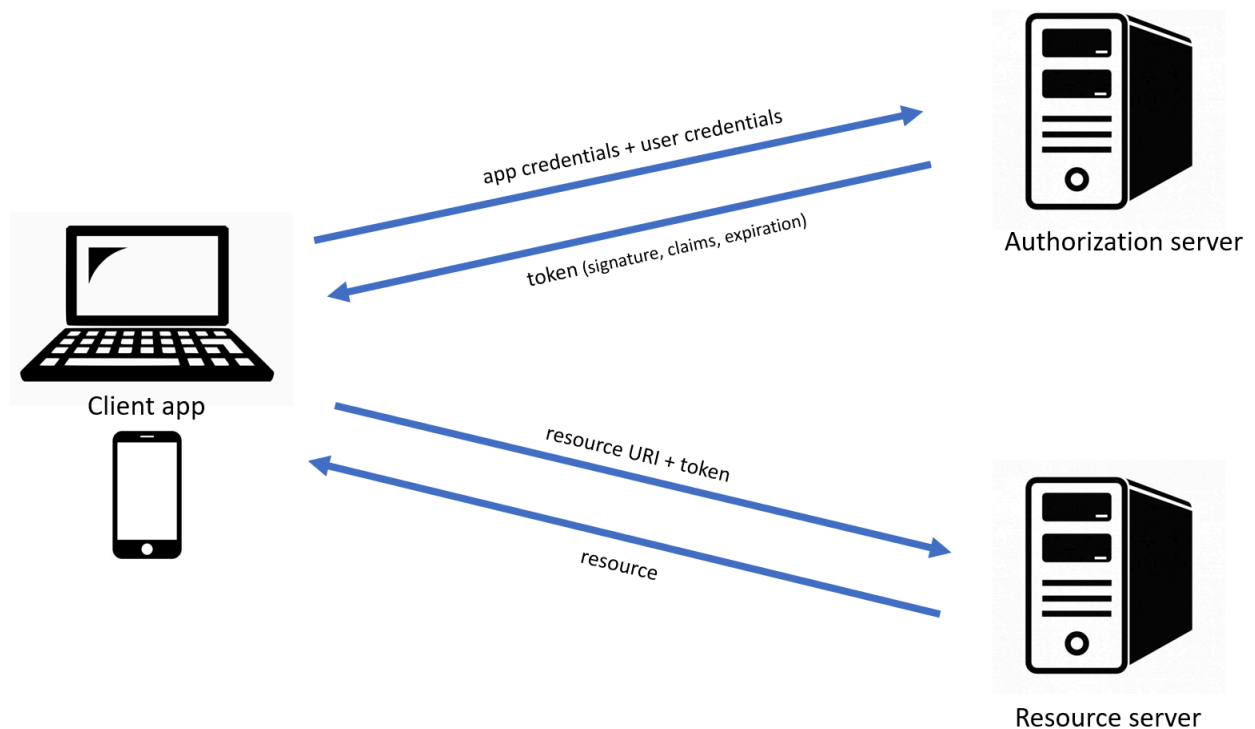 app credentials + user credentials
token (signature, claims, expiration)
Authorization server
Client app
resource URI + token
resource
Resource server